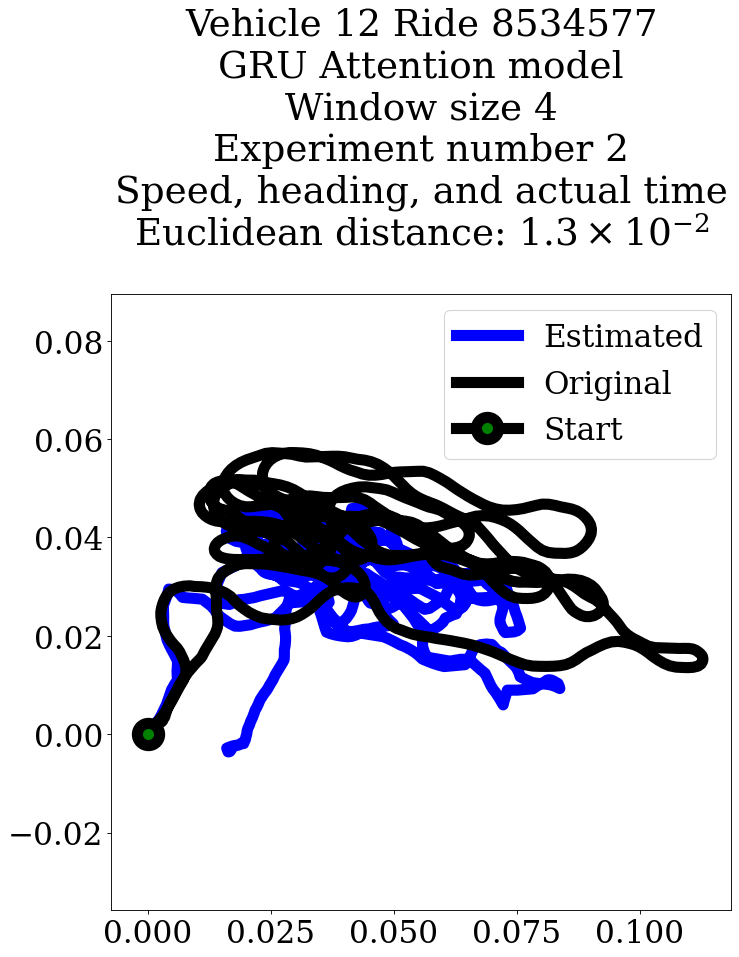 Vehicle 12 Ride 8534577
GRU Attention model
Window size 4
Experiment number 2
Speed, heading, and actual time
Euclidean distance: 1.3 × 10⁻²
Estimated
Original
Start
0.08
0.06
0.04
0.02
0.00
−0.02
0.000 0.025 0.050 0.075 0.100